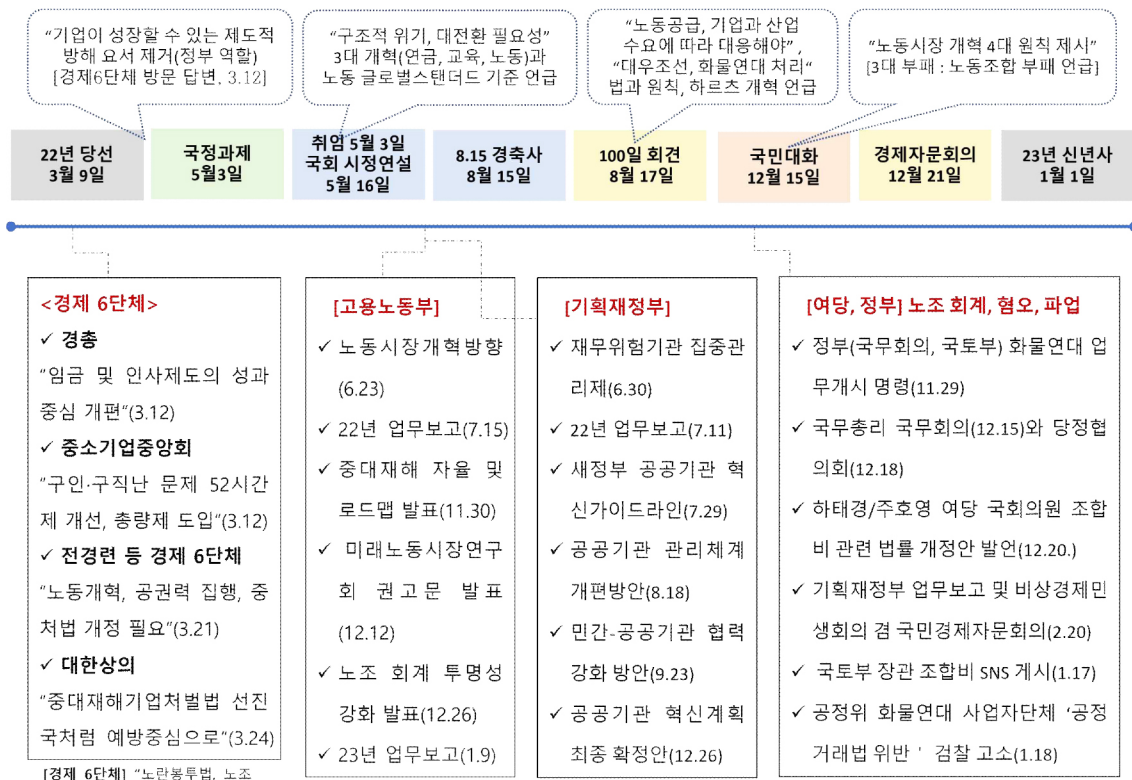 “기업이 성장할 수 있는 제도적
방해 요서 제거(정부 역할)
[경제6단체 방문 답변, 3.12]
“구조적 위기, 대전환 필요성”
3대 개혁(연금, 교육, 노동)과
노동 글로벌스탠더드 기준 언급
“노동공급, 기업과 산업
수요에 따라 대응해야” ,
“대우조선, 화물연대 처리“
법과 원칙, 하르츠 개혁 언급
“노동시장 개혁 4대 원칙 제시”
[3대 부패 : 노동조합 부패 언급]
22년 당선
3월 9일
국정과제
5월3일
취임 5월 3일
국회 시정연설
5월 16일
8.15 경축사
8월 15일
100일 회견
8월 17일
국민대화
12월 15일
경제자문회의
12월 21일
23년 신년사
1월 1일
<경제 6단체>
✓ 경총
“임금 및 인사제도의 성과
중심 개편”(3.12)
✓ 중소기업중앙회
“구인·구직난 문제 52시간
제 개선, 총량제 도입“(3.12)
✓ 전경련 등 경제 6단체
“노동개혁, 공권력 집행, 중
처법 개정 필요”(3.21)
✓ 대한상의
“중대재해기업처벌법 선진
국처럼 예방중심으로”(3.24)
[경제 6단체] “노란봉투법, 노조
[고용노동부]
✓ 노동시장개혁방향
(6.23)
✓ 22년 업무보고(7.15)
✓ 중대재해 자율 및
로드맵 발표(11.30)
✓ 미래노동시장연구
회 권고문 발표
(12.12)
✓ 노조 회계 투명성
강화 발표(12.26)
✓ 23년 업무보고(1.9)
[기획재정부]
✓ 재무위험기관 집중관
리제(6.30)
✓ 22년 업무보고(7.11)
✓ 새정부 공공기관 혁
신가이드라인(7.29)
✓ 공공기관 관리체계
개편방안(8.18)
✓ 민간-공공기관 협력
강화 방안(9.23)
✓ 공공기관 혁신계획
최종 확정안(12.26)
[여당, 정부] 노조 회계, 혐오, 파업
✓ 정부(국무회의, 국토부) 화물연대 업
무개시 명령(11.29)
✓ 국무총리 국무회의(12.15)와 당정협
의회(12.18)
✓ 하태경/주호영 여당 국회의원 조합
비 관련 법률 개정안 발언(12.20.)
✓ 기획재정부 업무보고 및 비상경제민
생회의 겸 국민경제자문회의(2.20)
✓ 국토부 장관 조합비 SNS 게시(1.17)
✓ 공정위 화물연대 사업자단체 ‘공정
거래법 위반 ’ 검찰 고소(1.18)